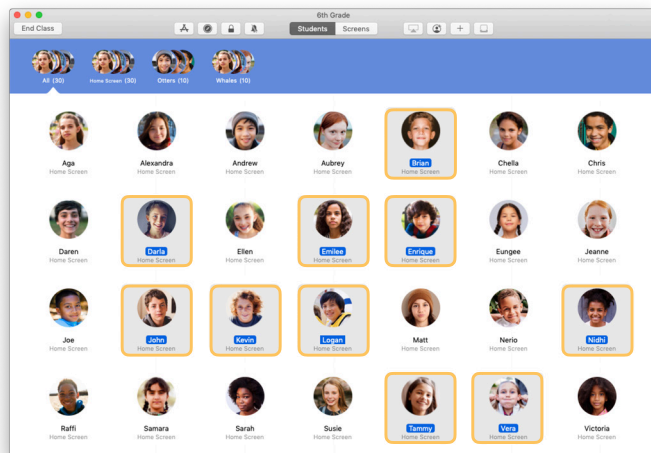 6th Grade
End Class
Students Screens
All (30) Home Screen (30) Otters (10) Whales (10)
Aga Alexandra Andrew Aubrey Brian Chella Chris
Home Screen Home Screen Home Screen Home Screen Home Screen Home Screen Home Screen
Daren Darla Ellen Emilee Enrique Eungee Jeanne
Home Screen Home Screen Home Screen Home Screen Home Screen Home Screen Home Screen
Joe John Kevin Logan Matt Nerio Nidhi
Home Screen Home Screen Home Screen Home Screen Home Screen Home Screen Home Screen
Raffi Samara Sarah Susie Tammy Vera Victoria
Home Screen Home Screen Home Screen Home Screen Home Screen Home Screen Home Screen